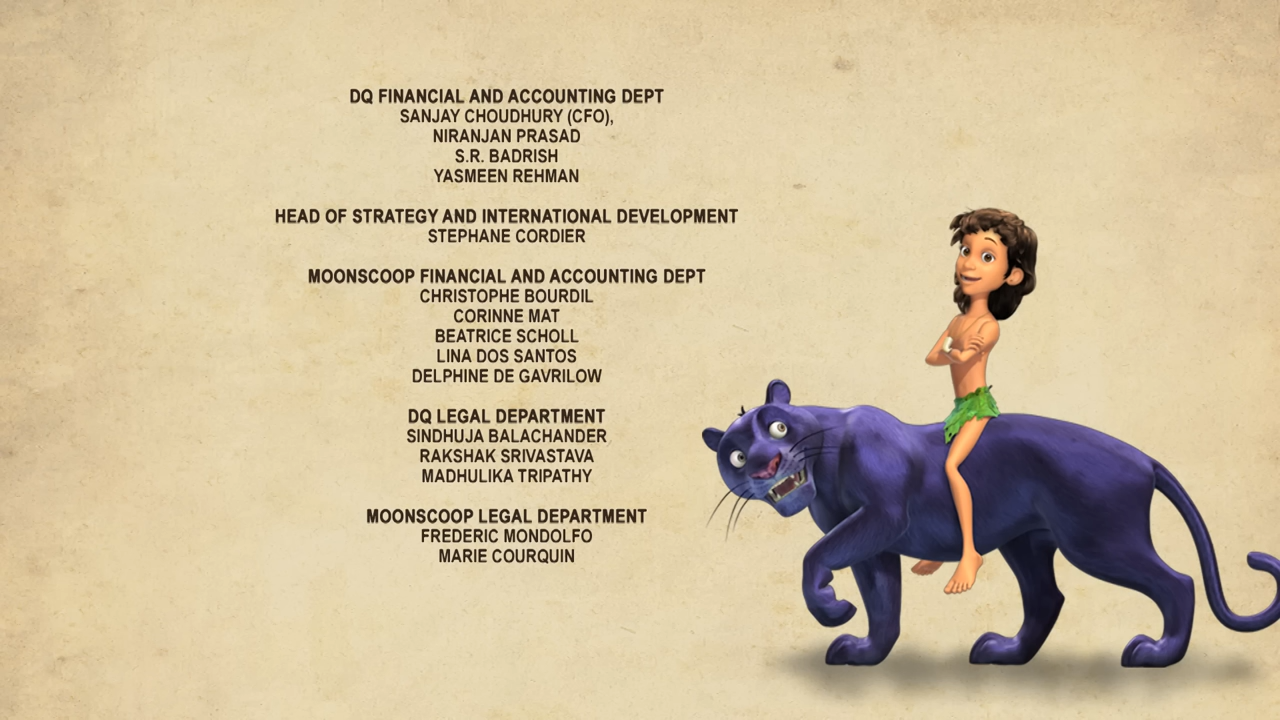 DQ FINANCIAL AND ACCOUNTING DEPT
SANJAY CHOUDHURY (CFO),
NIRANJAN PRASAD
S.R. BADRISH
YASMEEN REHMAN
HEAD OF STRATEGY AND INTERNATIONAL DEVELOPMENT
STEPHANE CORDIER
MOONSCOOP FINANCIAL AND ACCOUNTING DEPT
CHRISTOPHE BOURDIL
CORINNE MAT
BEATRICE SCHOLL
LINA DOS SANTOS
DELPHINE DE GAVRILOW
DQ LEGAL DEPARTMENT
SINDHUJA BALACHANDER
RAKSHAK SRIVASTAVA
MADHULIKA TRIPATHY
MOONSCOOP LEGAL DEPARTMENT
FREDERIC MONDOLFO
MARIE COURQUIN